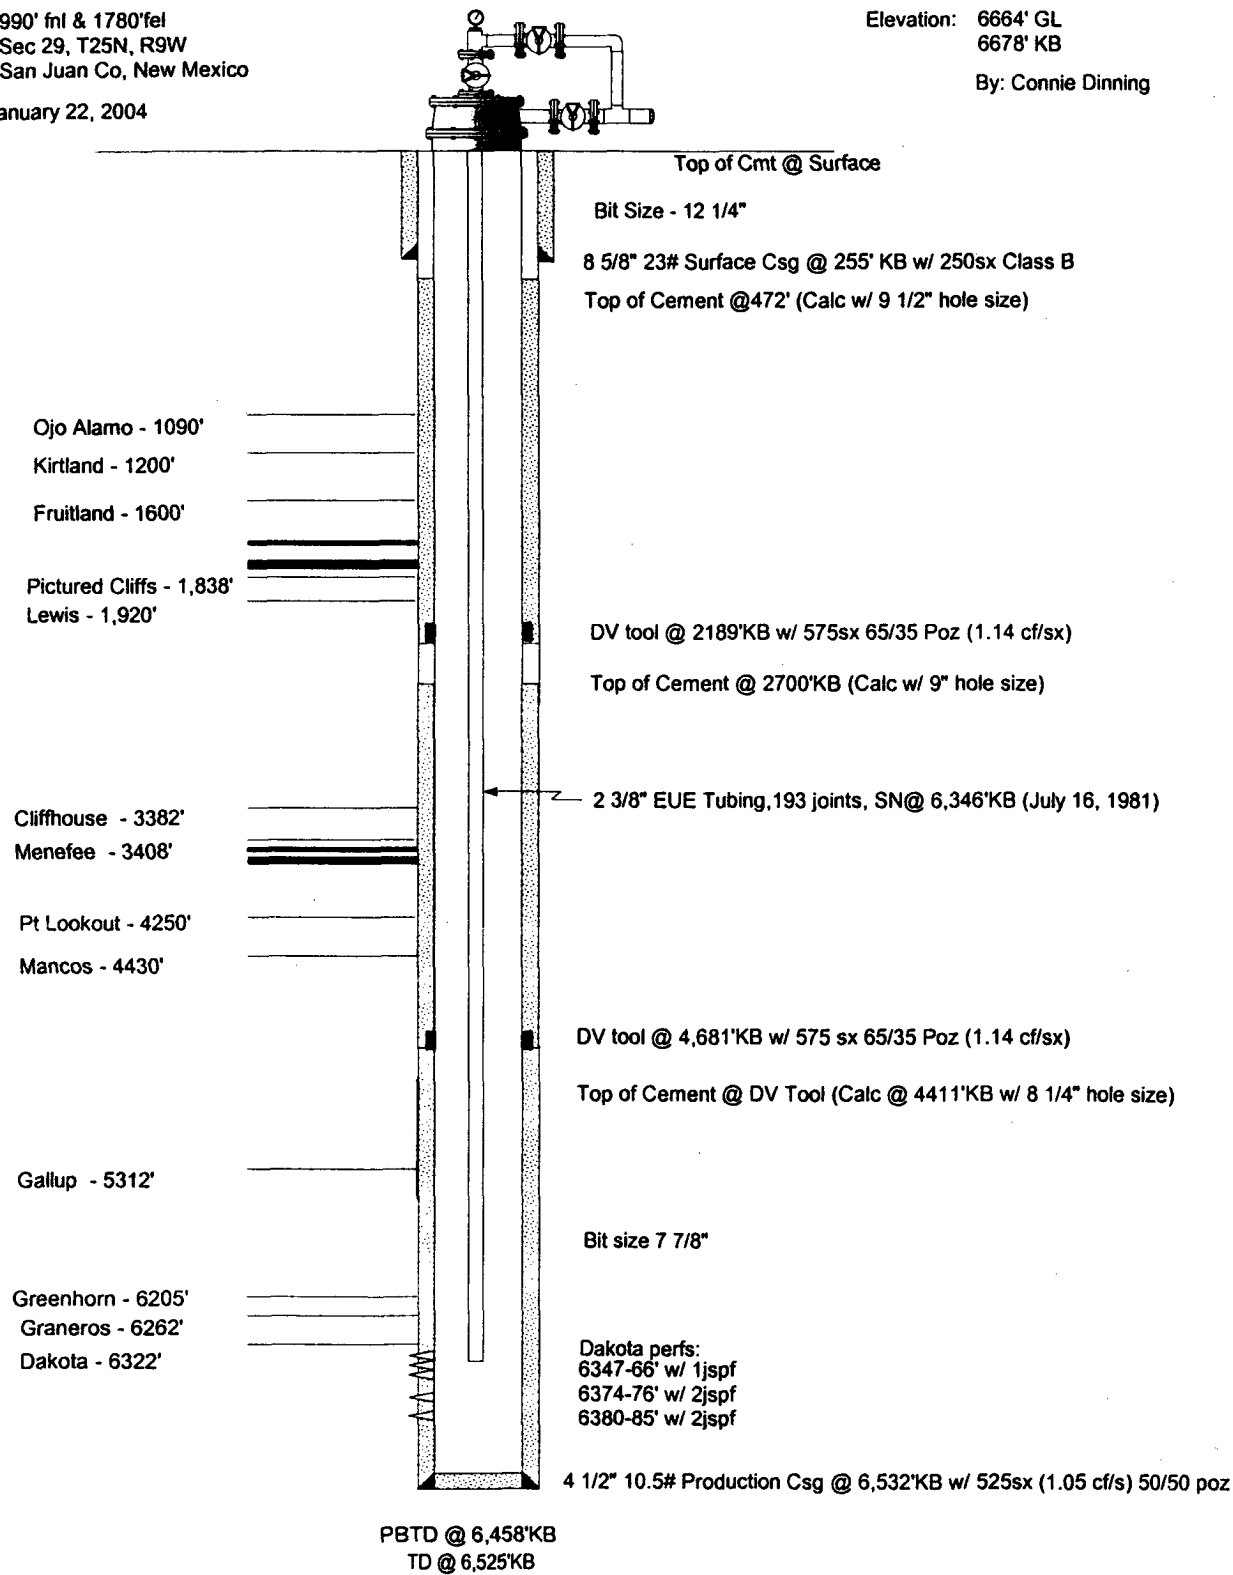 990' fnl & 1780'fel
Sec 29, T25N, R9W
San Juan Co, New Mexico
anuary 22, 2004
Elevation: 6664' GL
6678' KB
By: Connie Dinning
Top of Cmt @ Surface
Bit Size - 12 1/4"
8 5/8" 23# Surface Csg @ 255' KB w/ 250sx Class B
Top of Cement @472' (Calc w/ 9 1/2" hole size)
Ojo Alamo - 1090'
Kirtland - 1200'
Fruitland - 1600'
Pictured Cliffs - 1,838'
Lewis - 1,920'
DV tool @ 2189'KB w/ 575sx 65/35 Poz (1.14 cf/sx)
Top of Cement @ 2700'KB (Calc w/ 9" hole size)
2 3/8" EUE Tubing,193 joints, SN@ 6,346'KB (July 16, 1981)
Cliffhouse - 3382'
Menefee - 3408'
Pt Lookout - 4250'
Mancos - 4430'
DV tool @ 4,681'KB w/ 575 sx 65/35 Poz (1.14 cf/sx)
Top of Cement @ DV Tool (Calc @ 4411'KB w/ 8 1/4" hole size)
Gallup - 5312'
Bit size 7 7/8"
Greenhorn - 6205'
Graneros - 6262'
Dakota - 6322'
Dakota perfs:
6347-66' w/ 1jspf
6374-76' w/ 2jspf
6380-85' w/ 2jspf
4 1/2" 10.5# Production Csg @ 6,532'KB w/ 525sx (1.05 cf/s) 50/50 poz
PBTD @ 6,458'KB
TD @ 6,525'KB